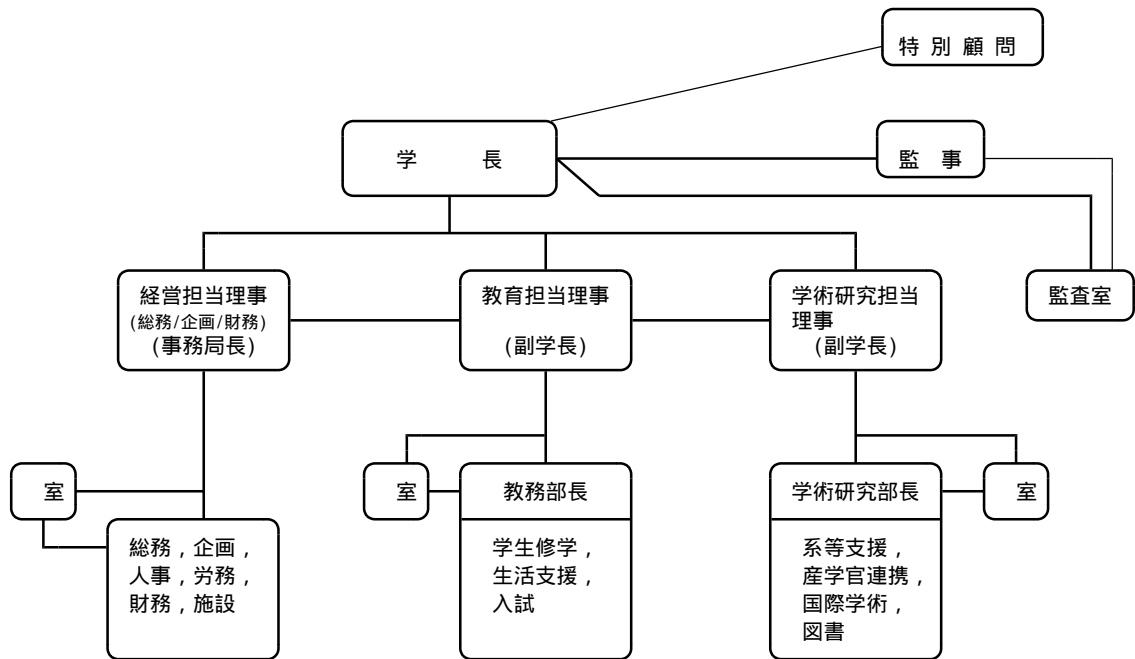 特別顧問
学長
監事
経営担当理事
(総務/企画/財務)
(事務局長)
教育担当理事
(副学長)
学術研究担当
理事
(副学長)
監査室
室
室
教務部長
学術研究部長
室
総務，企画，
人事，労務，
財務，施設
学生修学，
生活支援，
入試
系等支援，
産学官連携，
国際学術，
図書